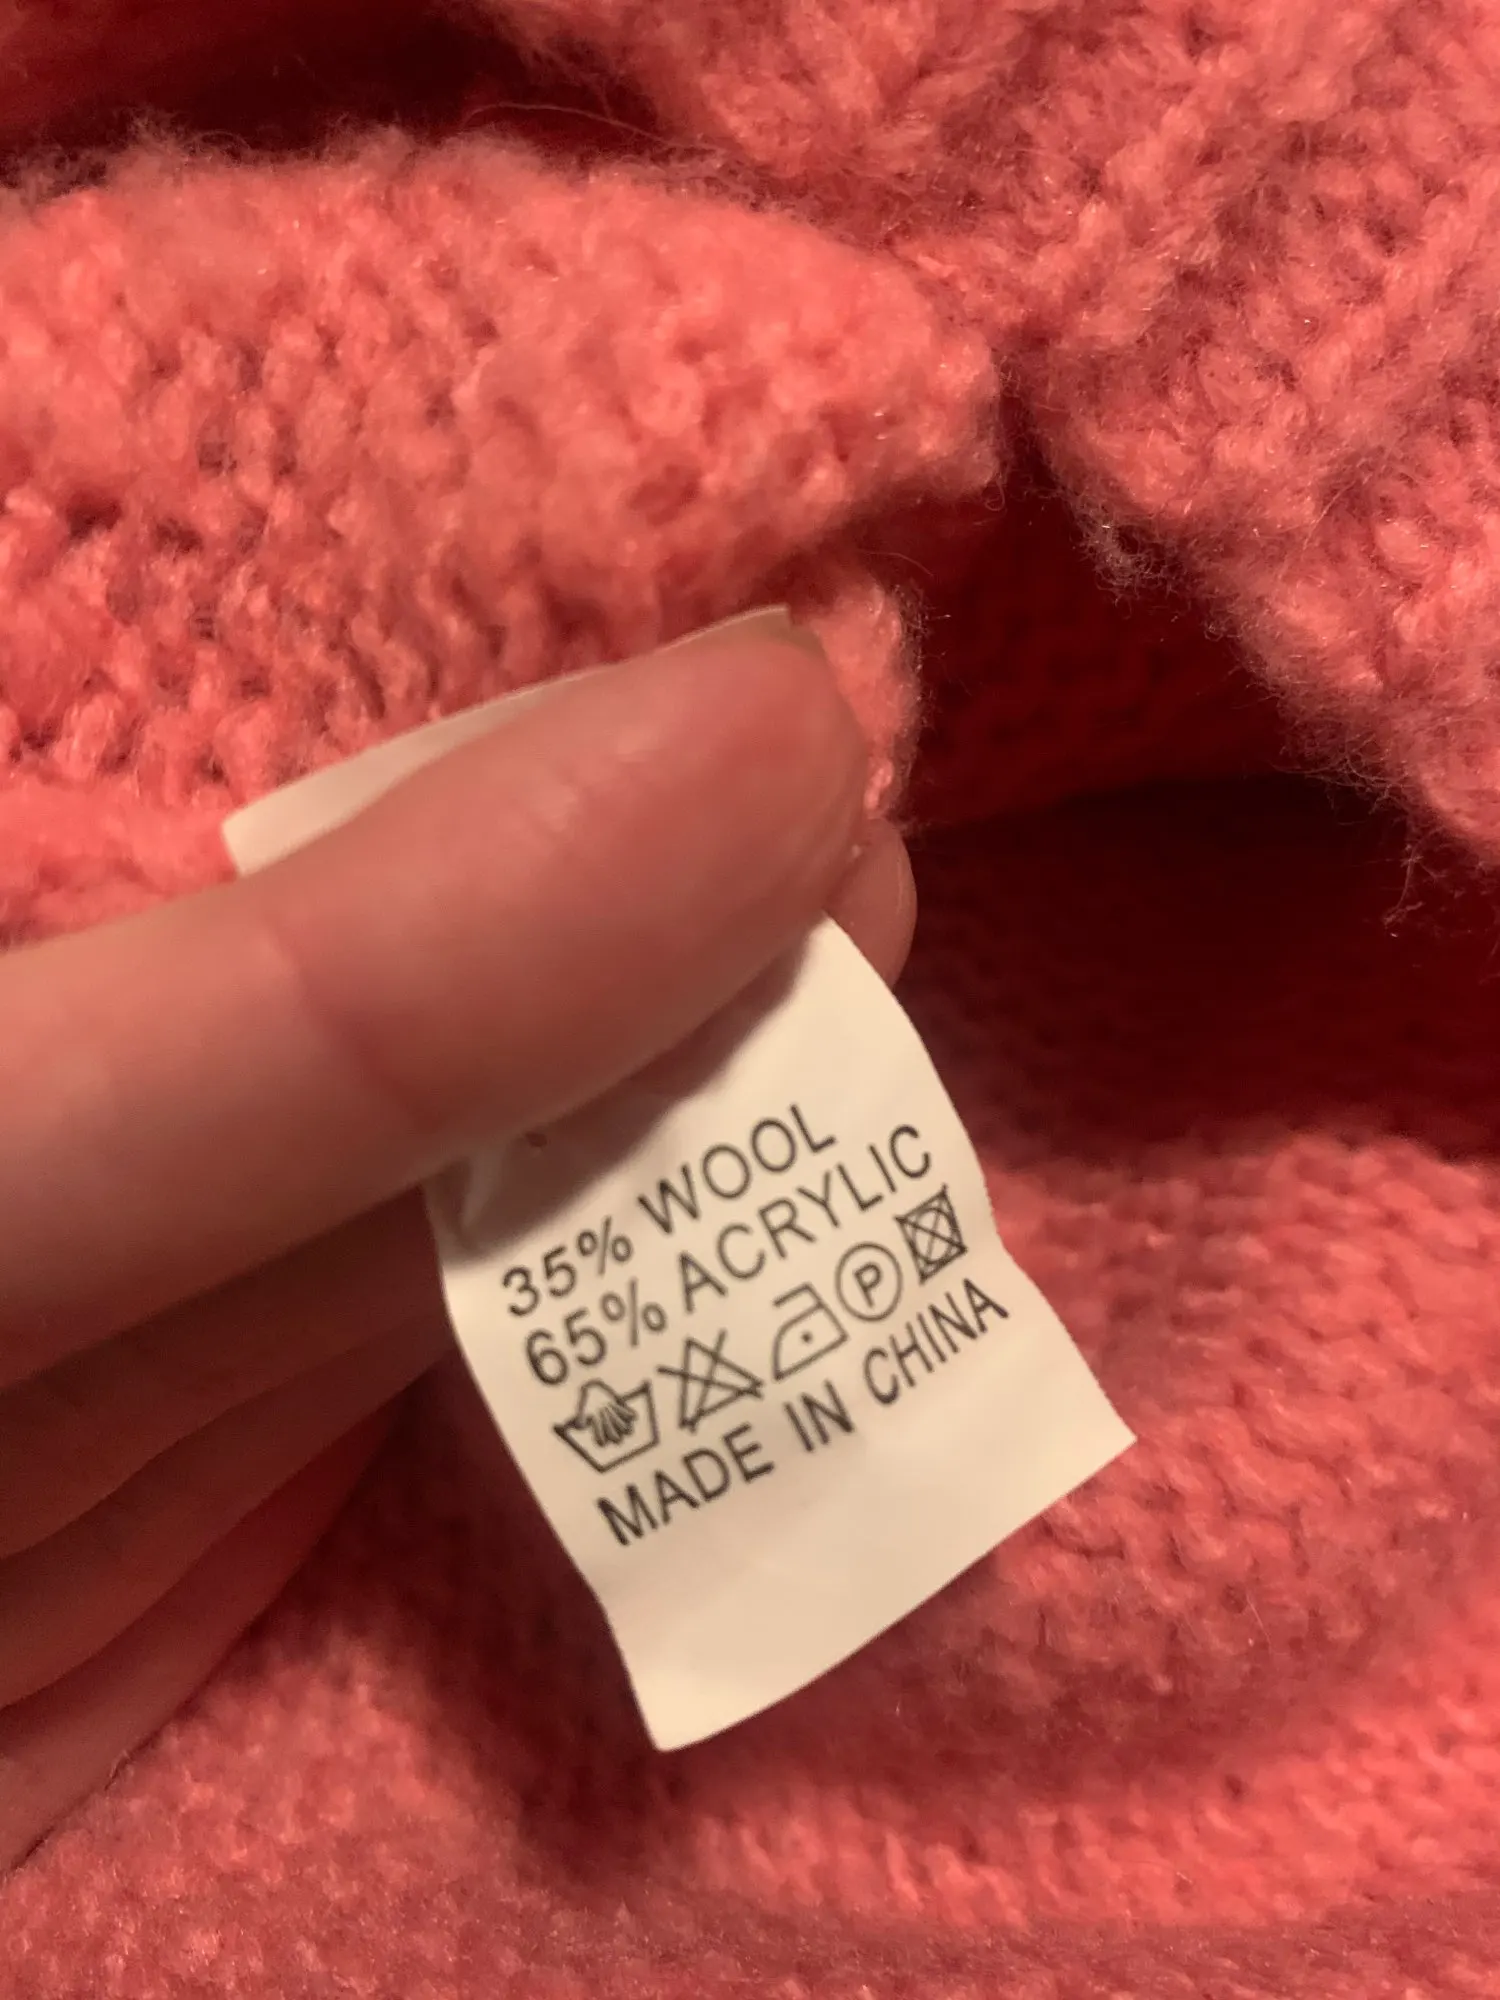 35% WOOL
65% ACRYLIC
P
MADE IN CHINA